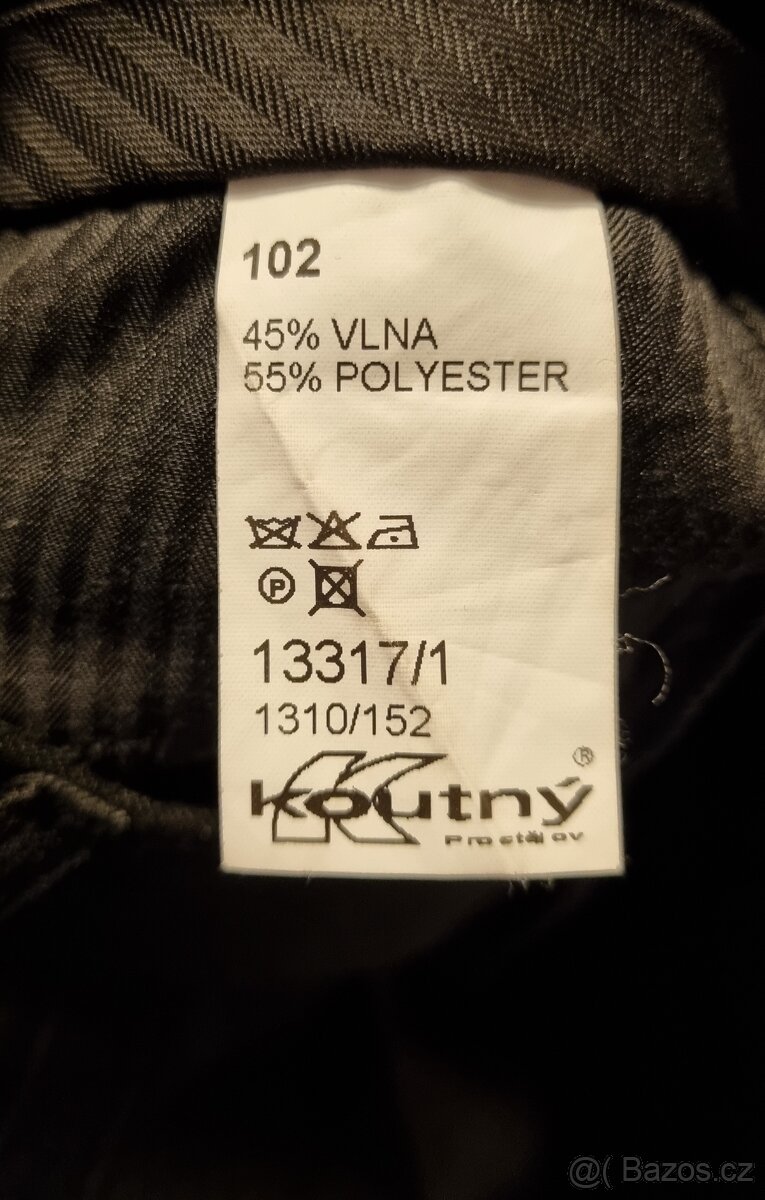 102
45% VLNA
55% POLYESTER
P
13317/1
1310/152
koutný ®
Prostějov
@( Bazos.cz